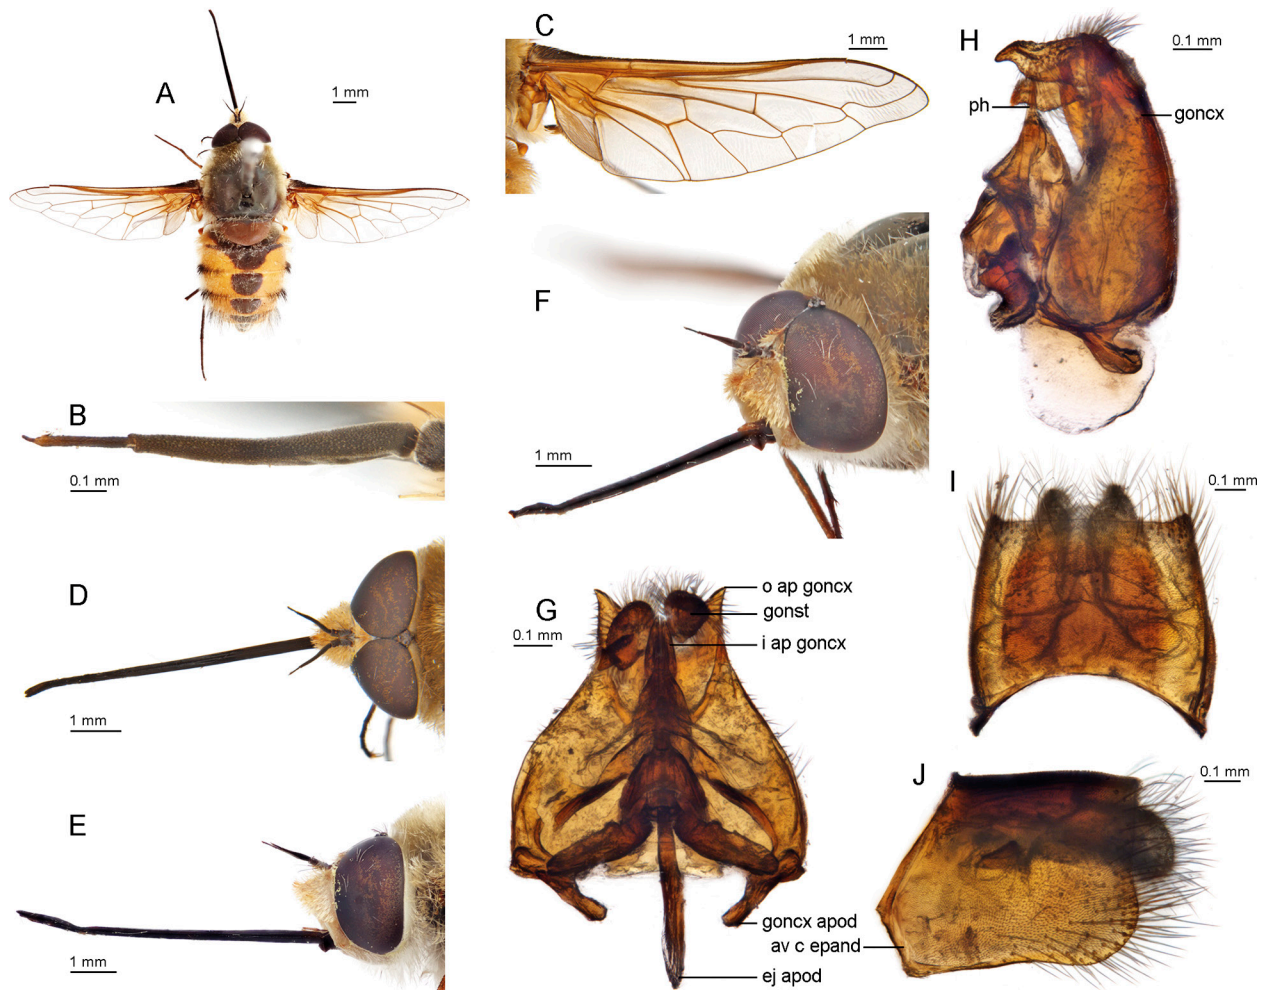 A
1 mm
B
0.1 mm
D
1 mm
E
1 mm
C
1 mm
F
1 mm
G
0.1 mm
o ap goncx
gonst
i ap goncx
goncx apod
av c epand
ej apod
H
0.1 mm
ph
goncx
I
0.1 mm
J
0.1 mm